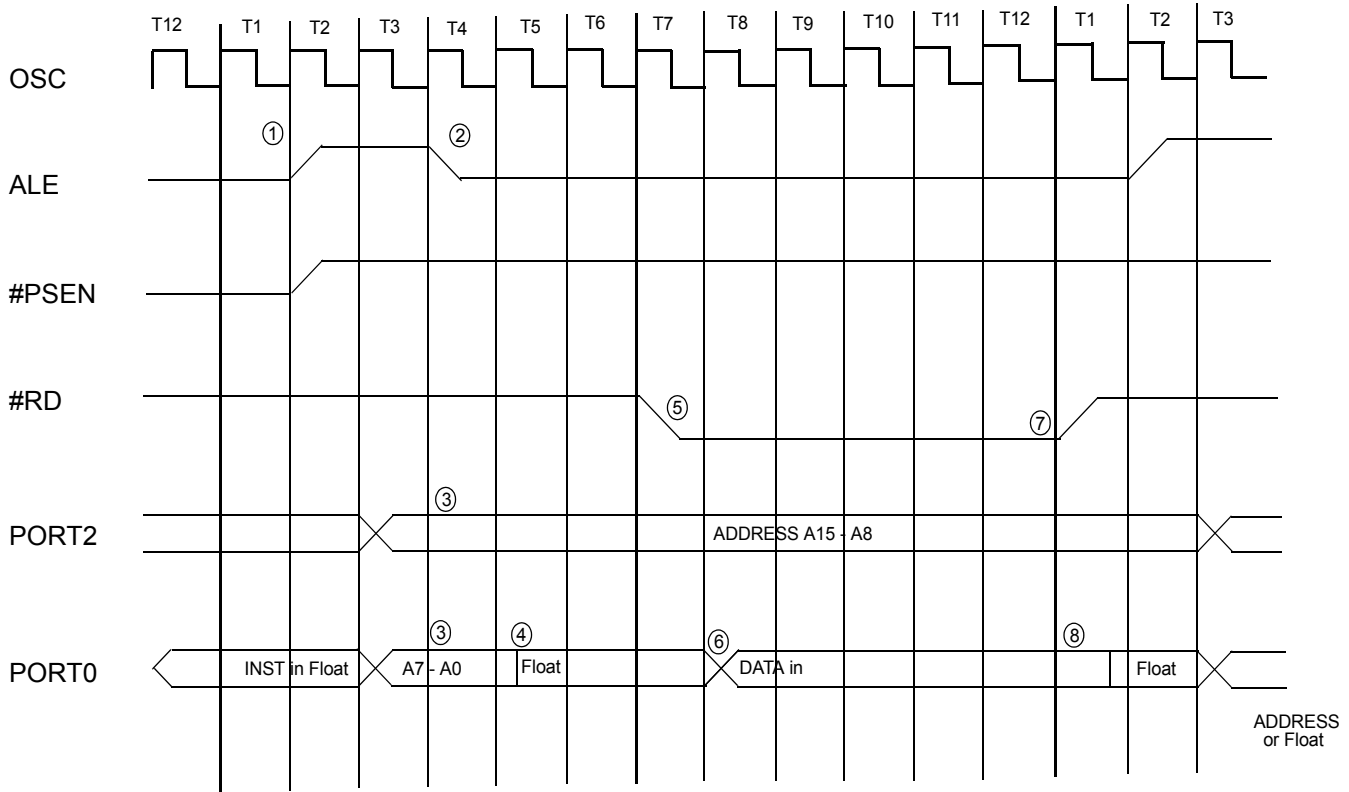 T12 T1 T2 T3 T4 T5 T6 T7 T8 T9 T10 T11 T12 T1 T2 T3
OSC
① ②
ALE
#PSEN
#RD
⑤ ⑦
③
PORT2 ADDRESS A15 - A8
③ ④ ⑥ ⑧
PORT0 INST in Float A7 - A0 Float DATA in Float
ADDRESS
or Float